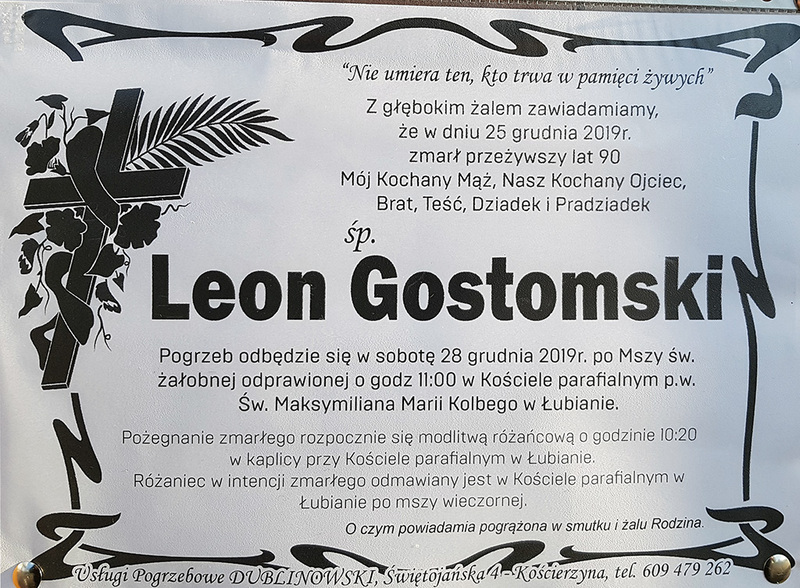 “Nie umiera ten, kto trwa w pamięci żywych”
Z głębokim żalem zawiadamiamy,
że w dniu 25 grudnia 2019r.
zmarł przeżywszy lat 90
Mój Kochany Mąż, Nasz Kochany Ojciec,
Brat, Teść, Dziadek i Pradziadek
śp.
Leon Gostomski
Pogrzeb odbędzie się w sobotę 28 grudnia 2019r. po Mszy św.
żałobnej odprawionej o godz 11:00 w Kościele parafialnym p.w.
Św. Maksymiliana Marii Kolbego w Łubianie.
Pożegnanie zmarłego rozpocznie się modlitwą różańcową o godzinie 10:20
w kaplicy przy Kościele parafialnym w Łubianie.
Różaniec w intencji zmarłego odmawiany jest w Kościele parafialnym w
Łubianie po mszy wieczornej.
O czym powiadamia pogrążona w smutku i żalu Rodzina.
Usługi Pogrzebowe DUBLINOWSKI, Świętojańska 4 - Kościerzyna, tel. 609 479 262